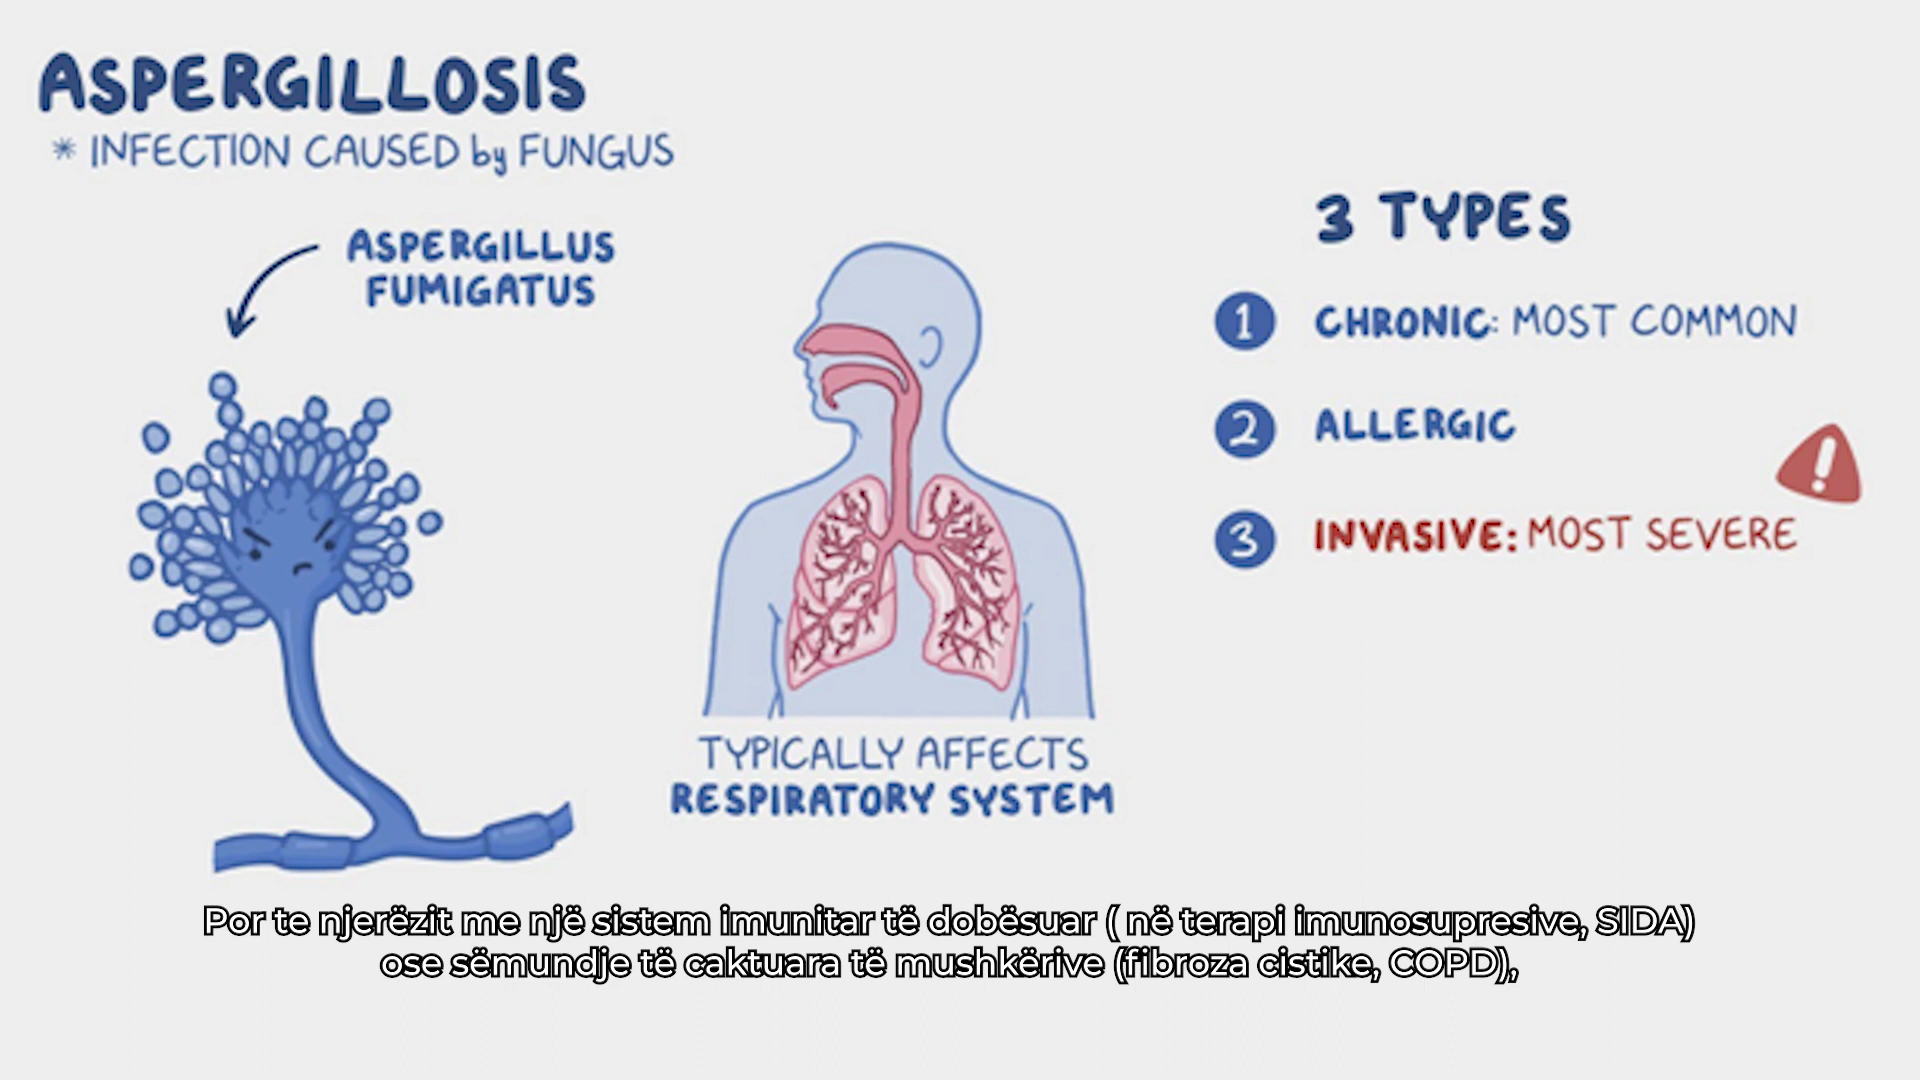 ASPERGILLOSIS
* INFECTION CAUSED by FUNGUS
ASPERGILLUS
FUMIGATUS
3 TYPES
1 CHRONIC: MOST COMMON
2 ALLERGIC
3 INVASIVE: MOST SEVERE
TYPICALLY AFFECTS
RESPIRATORY SYSTEM
Por te njerëzit me një sistem imunitar të dobësuar ( në terapi imunosupresive, SIDA)
ose sëmundje të caktuara të mushkërive (fibroza cistike, COPD),